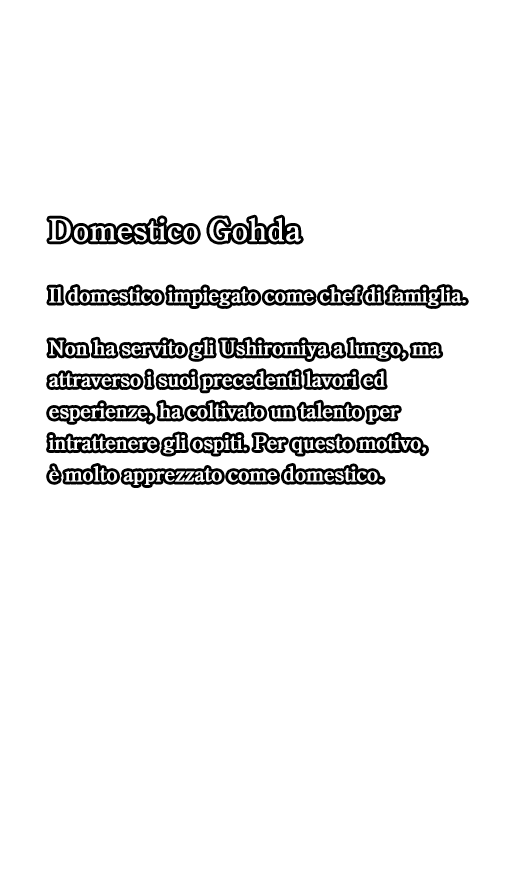 Domestico Gohda
Il domestico impiegato come chef di famiglia.
Non ha servito gli Ushiromiya a lungo, ma
attraverso i suoi precedenti lavori ed
esperienze, ha coltivato un talento per
intrattenere gli ospiti. Per questo motivo,
è molto apprezzato come domestico.